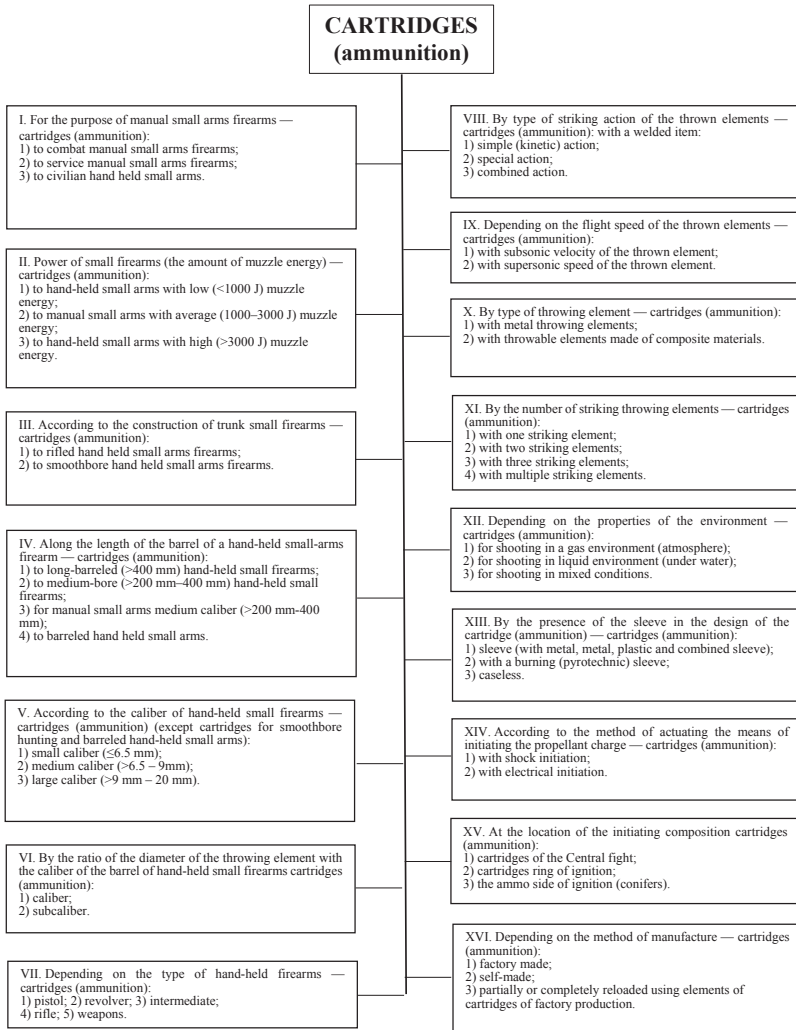 CARTRIDGES
(ammunition)
I. For the purpose of manual small arms firearms —
cartridges (ammunition):
1) to combat manual small arms firearms;
2) to service manual small arms firearms;
3) to civilian hand held small arms.
II. Power of small firearms (the amount of muzzle energy) —
cartridges (ammunition):
1) to hand-held small arms with low (<1000 J) muzzle
energy;
2) to manual small arms with average (1000–3000 J) muzzle
energy;
3) to hand-held small arms with high (>3000 J) muzzle
energy.
III. According to the construction of trunk small firearms —
cartridges (ammunition):
1) to rifled hand held small arms firearms;
2) to smoothbore hand held small arms firearms.
IV. Along the length of the barrel of a hand-held small-arms
firearm — cartridges (ammunition):
1) to long-barreled (>400 mm) hand-held small firearms;
2) to medium-bore (>200 mm–400 mm) hand-held small
firearms;
3) for manual small arms medium caliber (>200 mm-400
mm);
4) to barreled hand held small arms.
V. According to the caliber of hand-held small firearms —
cartridges (ammunition) (except cartridges for smoothbore
hunting and barreled hand-held small arms):
1) small caliber (≤6.5 mm);
2) medium caliber (>6.5 – 9mm);
3) large caliber (>9 mm – 20 mm).
VI. By the ratio of the diameter of the throwing element with
the caliber of the barrel of hand-held small firearms cartridges
(ammunition):
1) caliber;
2) subcaliber.
VII. Depending on the type of hand-held firearms —
cartridges (ammunition):
1) pistol; 2) revolver; 3) intermediate;
4) rifle; 5) weapons.
VIII. By type of striking action of the thrown elements —
cartridges (ammunition): with a welded item:
1) simple (kinetic) action;
2) special action;
3) combined action.
IX. Depending on the flight speed of the thrown elements —
cartridges (ammunition):
1) with subsonic velocity of the thrown element;
2) with supersonic speed of the thrown element.
X. By type of throwing element — cartridges (ammunition):
1) with metal throwing elements;
2) with throwable elements made of composite materials.
XI. By the number of striking throwing elements — cartridges
(ammunition):
1) with one striking element;
2) with two striking elements;
3) with three striking elements;
4) with multiple striking elements.
XII. Depending on the properties of the environment —
cartridges (ammunition):
1) for shooting in a gas environment (atmosphere);
2) for shooting in liquid environment (under water);
3) for shooting in mixed conditions.
XIII. By the presence of the sleeve in the design of the
cartridge (ammunition) — cartridges (ammunition):
1) sleeve (with metal, metal, plastic and combined sleeve);
2) with a burning (pyrotechnic) sleeve;
3) caseless.
XIV. According to the method of actuating the means of
initiating the propellant charge — cartridges (ammunition):
1) with shock initiation;
2) with electrical initiation.
XV. At the location of the initiating composition cartridges
(ammunition):
1) cartridges of the Central fight;
2) cartridges ring of ignition;
3) the ammo side of ignition (conifers).
XVI. Depending on the method of manufacture — cartridges
(ammunition):
1) factory made;
2) self-made;
3) partially or completely reloaded using elements of
cartridges of factory production.